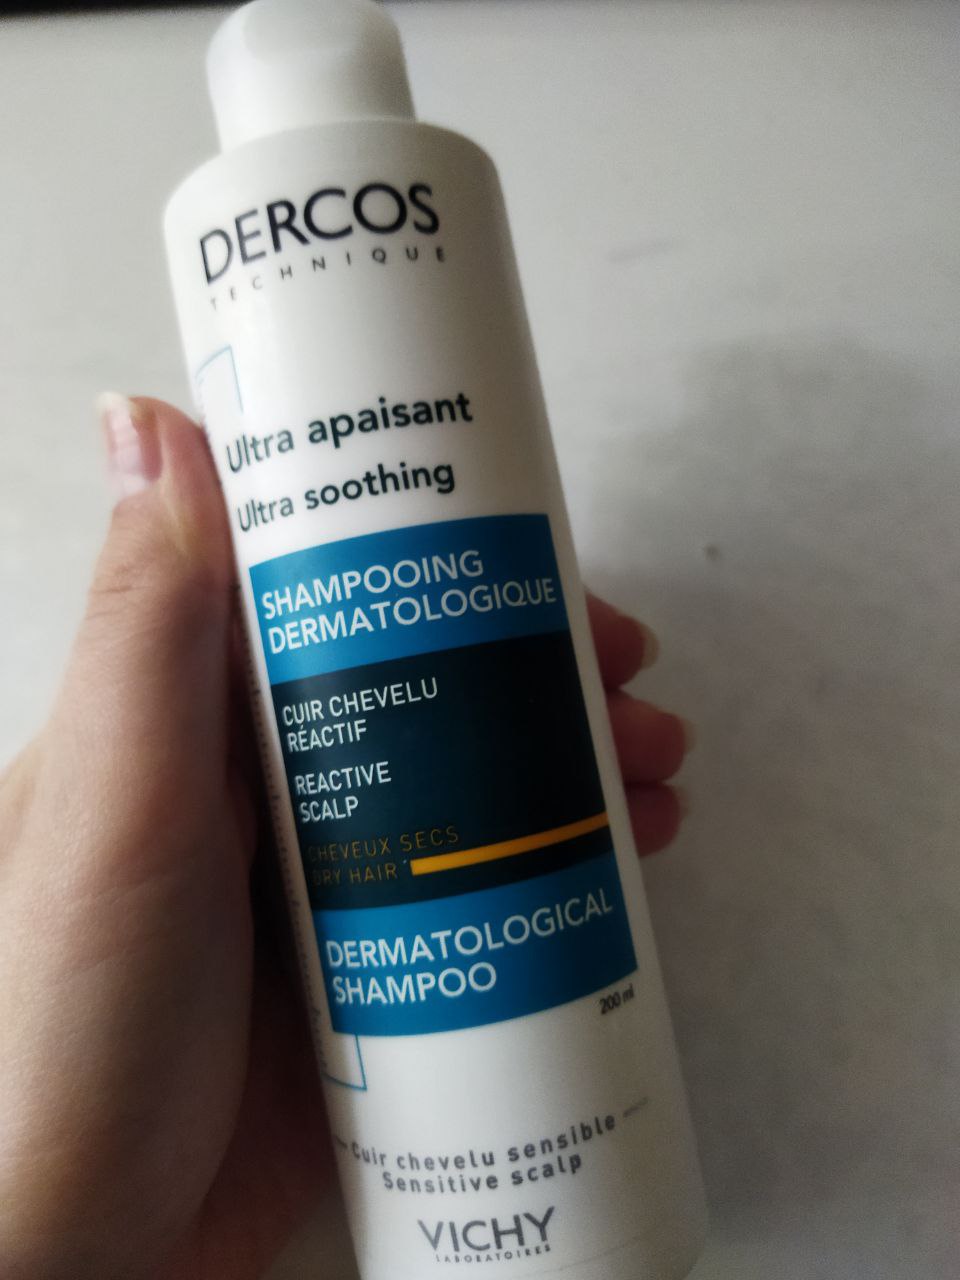 DERCOS
TECHNIQUE
Ultra apaisant
Ultra soothing
SHAMPOOING
DERMATOLOGIQUE
CUIR CHEVELU
RÉACTIF
REACTIVE
SCALP
CHEVEUX SECS
DRY HAIR
DERMATOLOGICAL
SHAMPOO
200 ml
Cuir chevelu sensible
Sensitive scalp
VICHY
LABORATOIRES